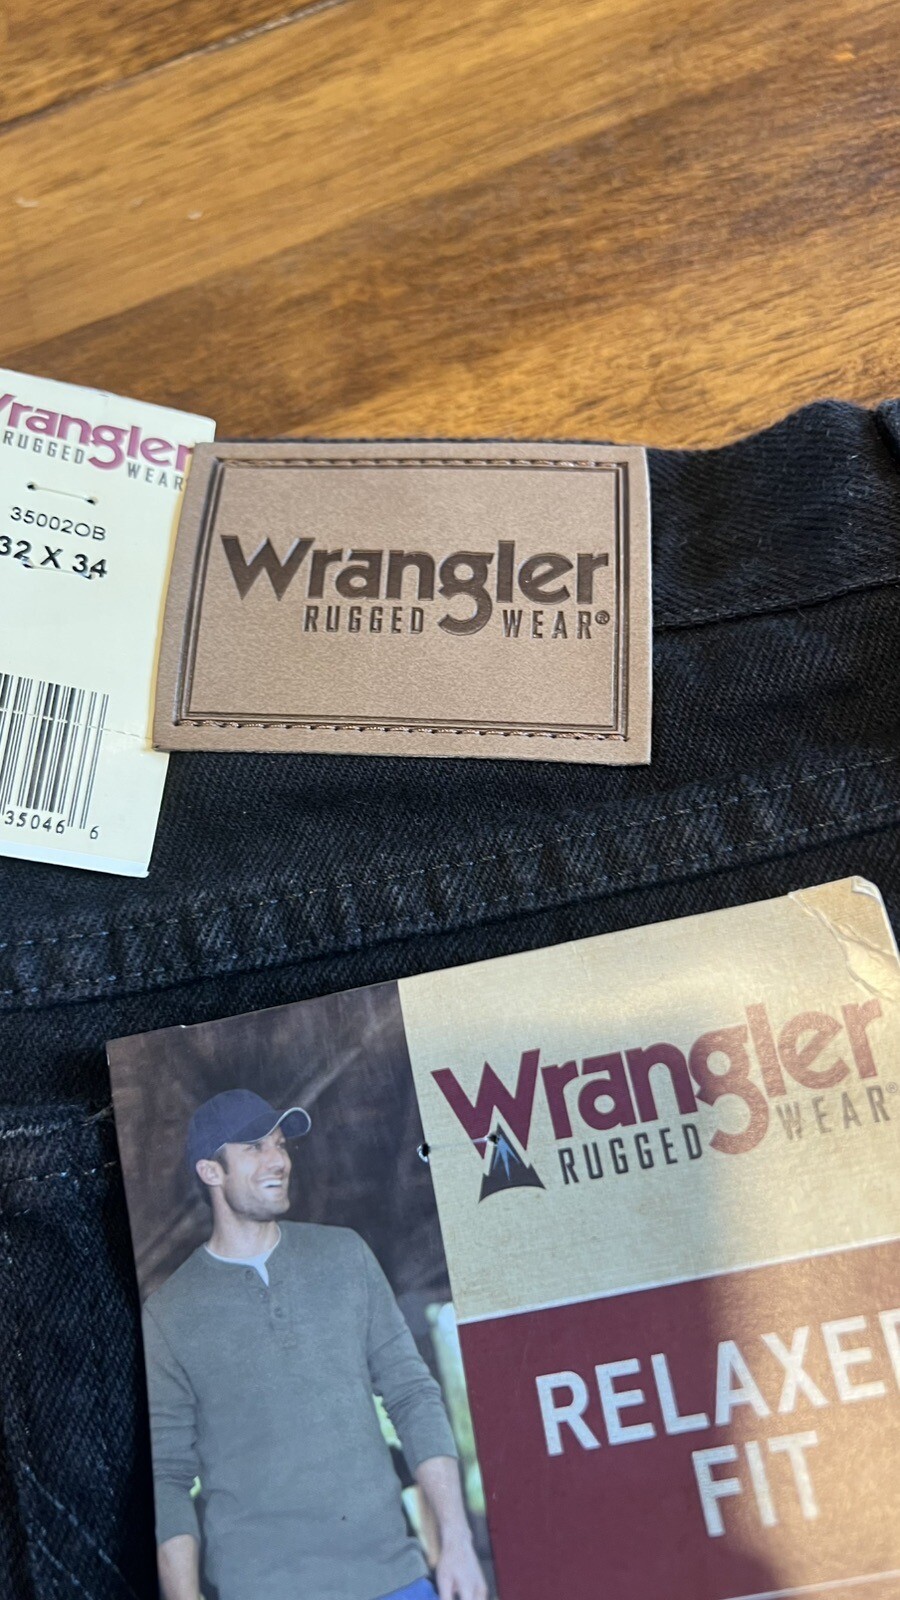 Wrangler
RUGGED WEAR
35002OB
32 X 34
35046 6
Wrangler
RUGGED WEAR®
Wrangler®
RUGGED WEAR
RELAXED
FIT